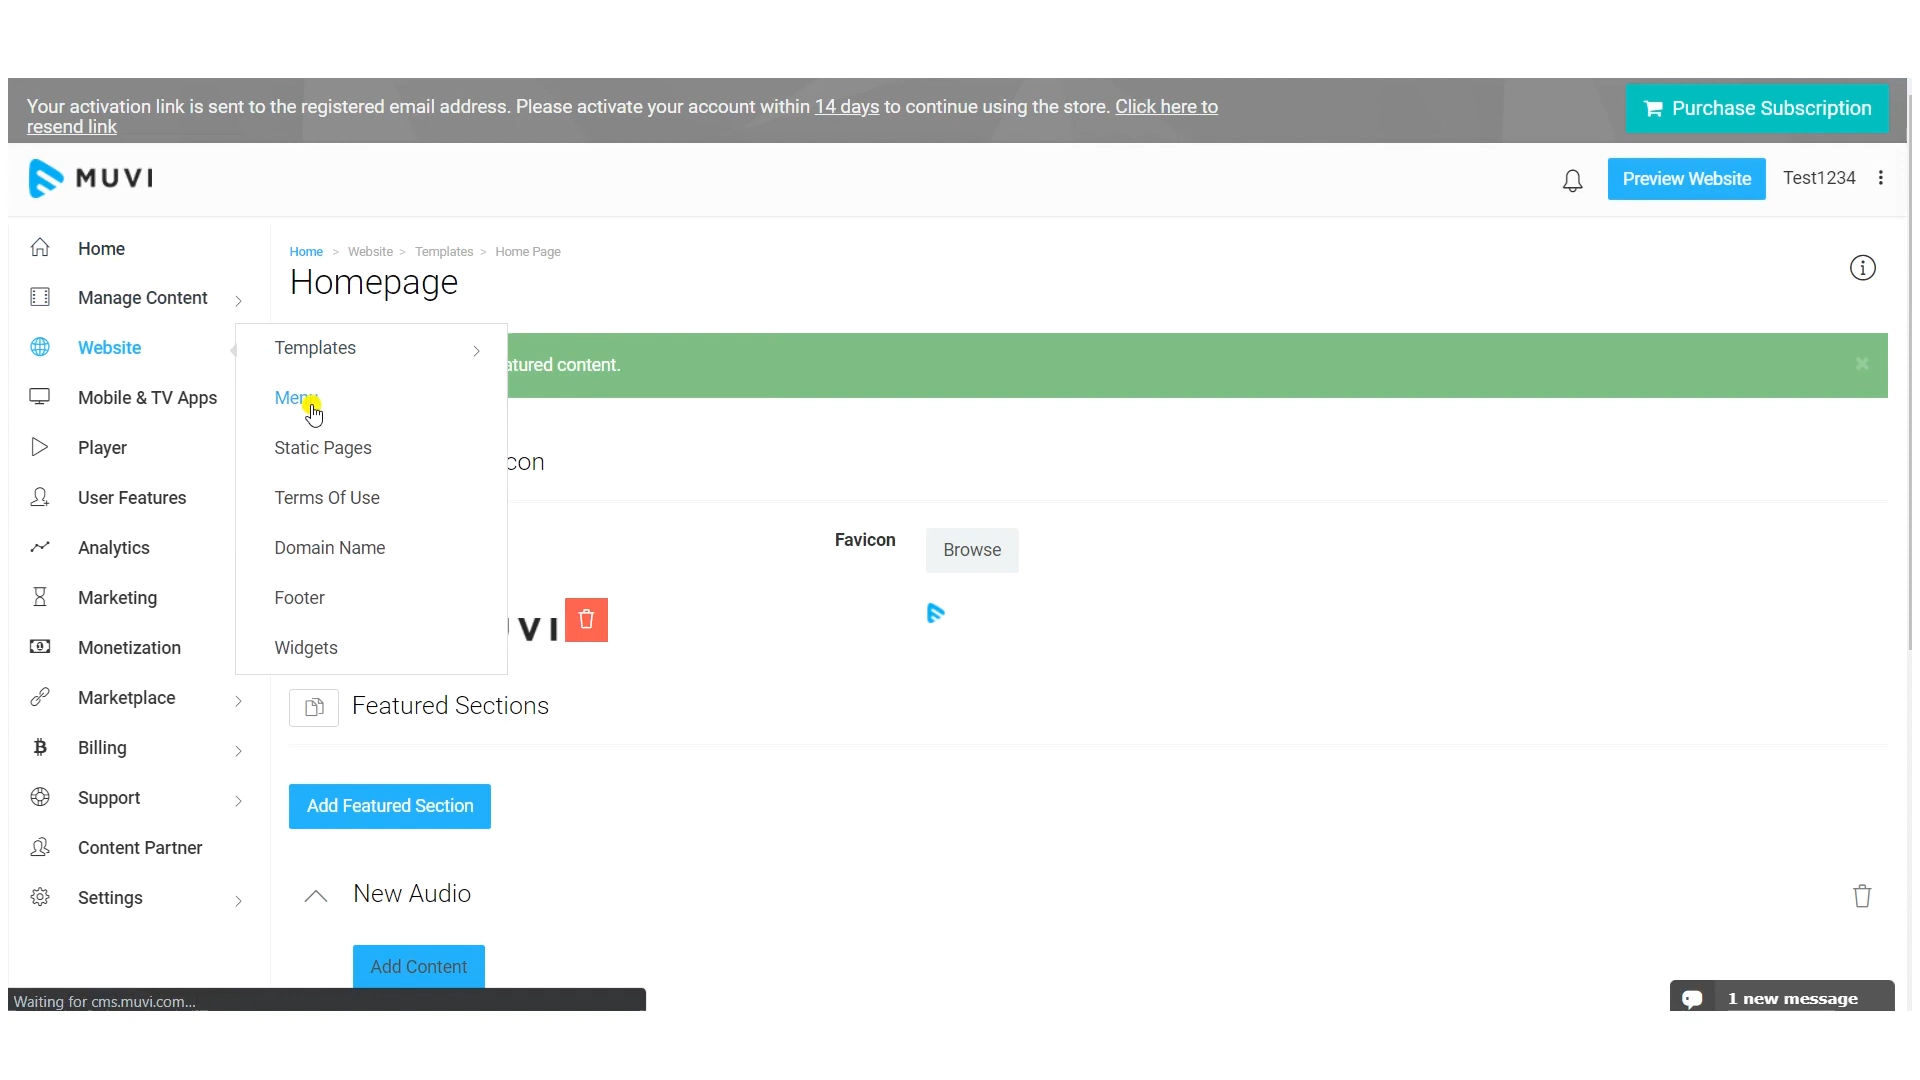 Your activation link is sent to the registered email address. Please activate your account within 14 days to continue using the store. Click here to
resend link
Purchase Subscription
MUVI
Preview Website
Test1234
Home
Manage Content
Website
Mobile & TV Apps
Player
User Features
Analytics
Marketing
Monetization
Marketplace
Billing
Support
Content Partner
Settings
Home > Website > Templates > Home Page
Homepage
Templates
Menu
Static Pages
Terms Of Use
Domain Name
Footer
Widgets
atured content.
con
Favicon
Browse
VI
Featured Sections
Add Featured Section
New Audio
Add Content
Waiting for cms.muvi.com...
1 new message